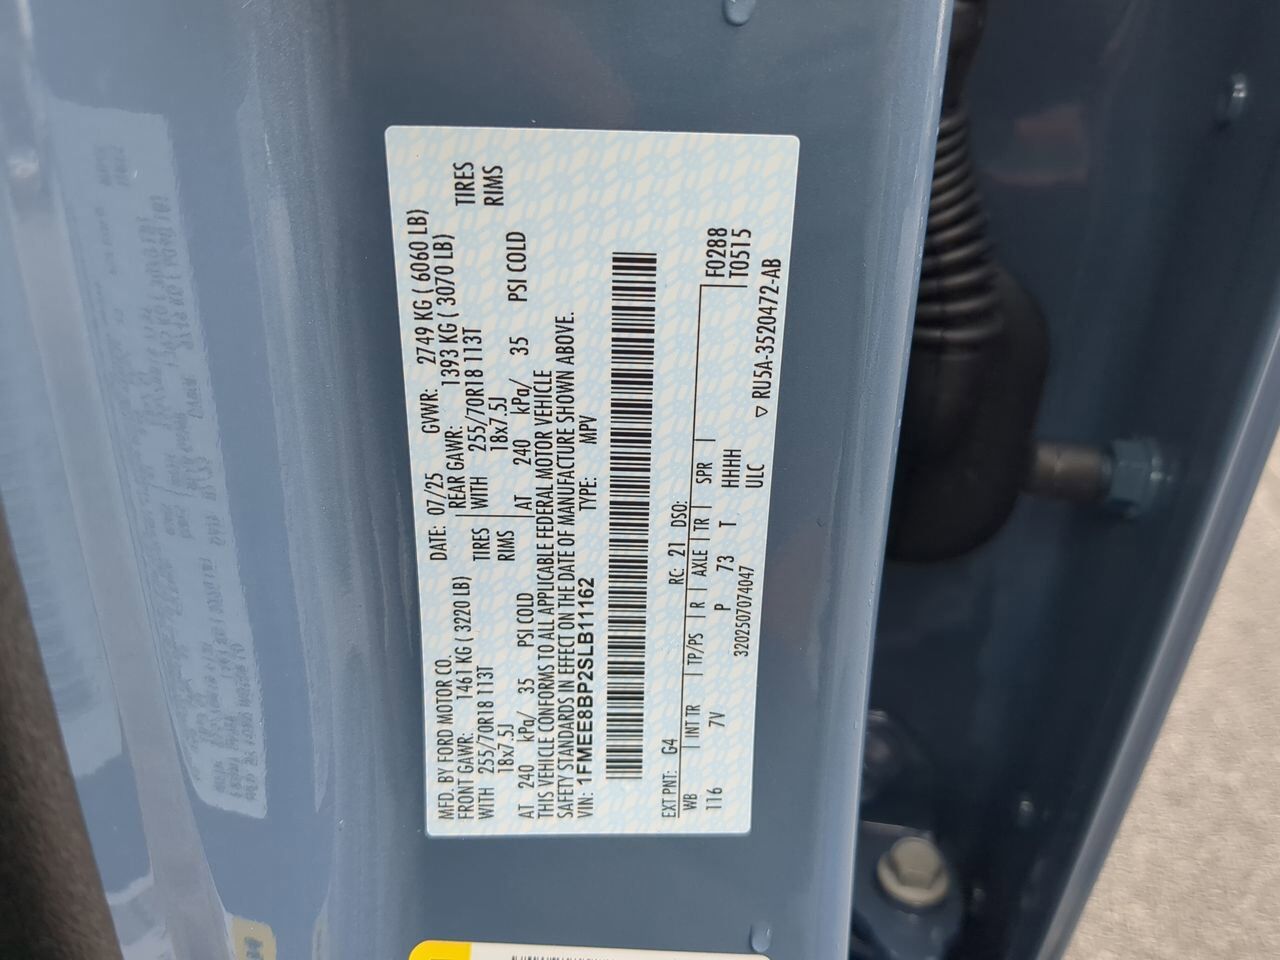 MFD. BY FORD MOTOR CO.
DATE: 07/25 GVWR: 2749 KG ( 6060 LB)
FRONT GAWR: 1461 KG ( 3220 LB) REAR GAWR: 1393 KG ( 3070 LB)
WITH 255/70R18 113T TIRES WITH 255/70R18 113T TIRES
18x7.5J RIMS 18x7.5J RIMS
AT 240 kPa/ 35 PSI COLD AT 240 kPa/ 35 PSI COLD
THIS VEHICLE CONFORMS TO ALL APPLICABLE FEDERAL MOTOR VEHICLE
SAFETY STANDARDS IN EFFECT ON THE DATE OF MANUFACTURE SHOWN ABOVE.
VIN: 1FMEE8BP2SLB11162 TYPE: MPV
EXT PNT: G4 RC: 21 DSO: F0288
WB INT TR TP/PS R AXLE TR SPR T0515
116 7V P 73 T HHHH
3202507074047 ULC ▽ RU5A-3520472-AB